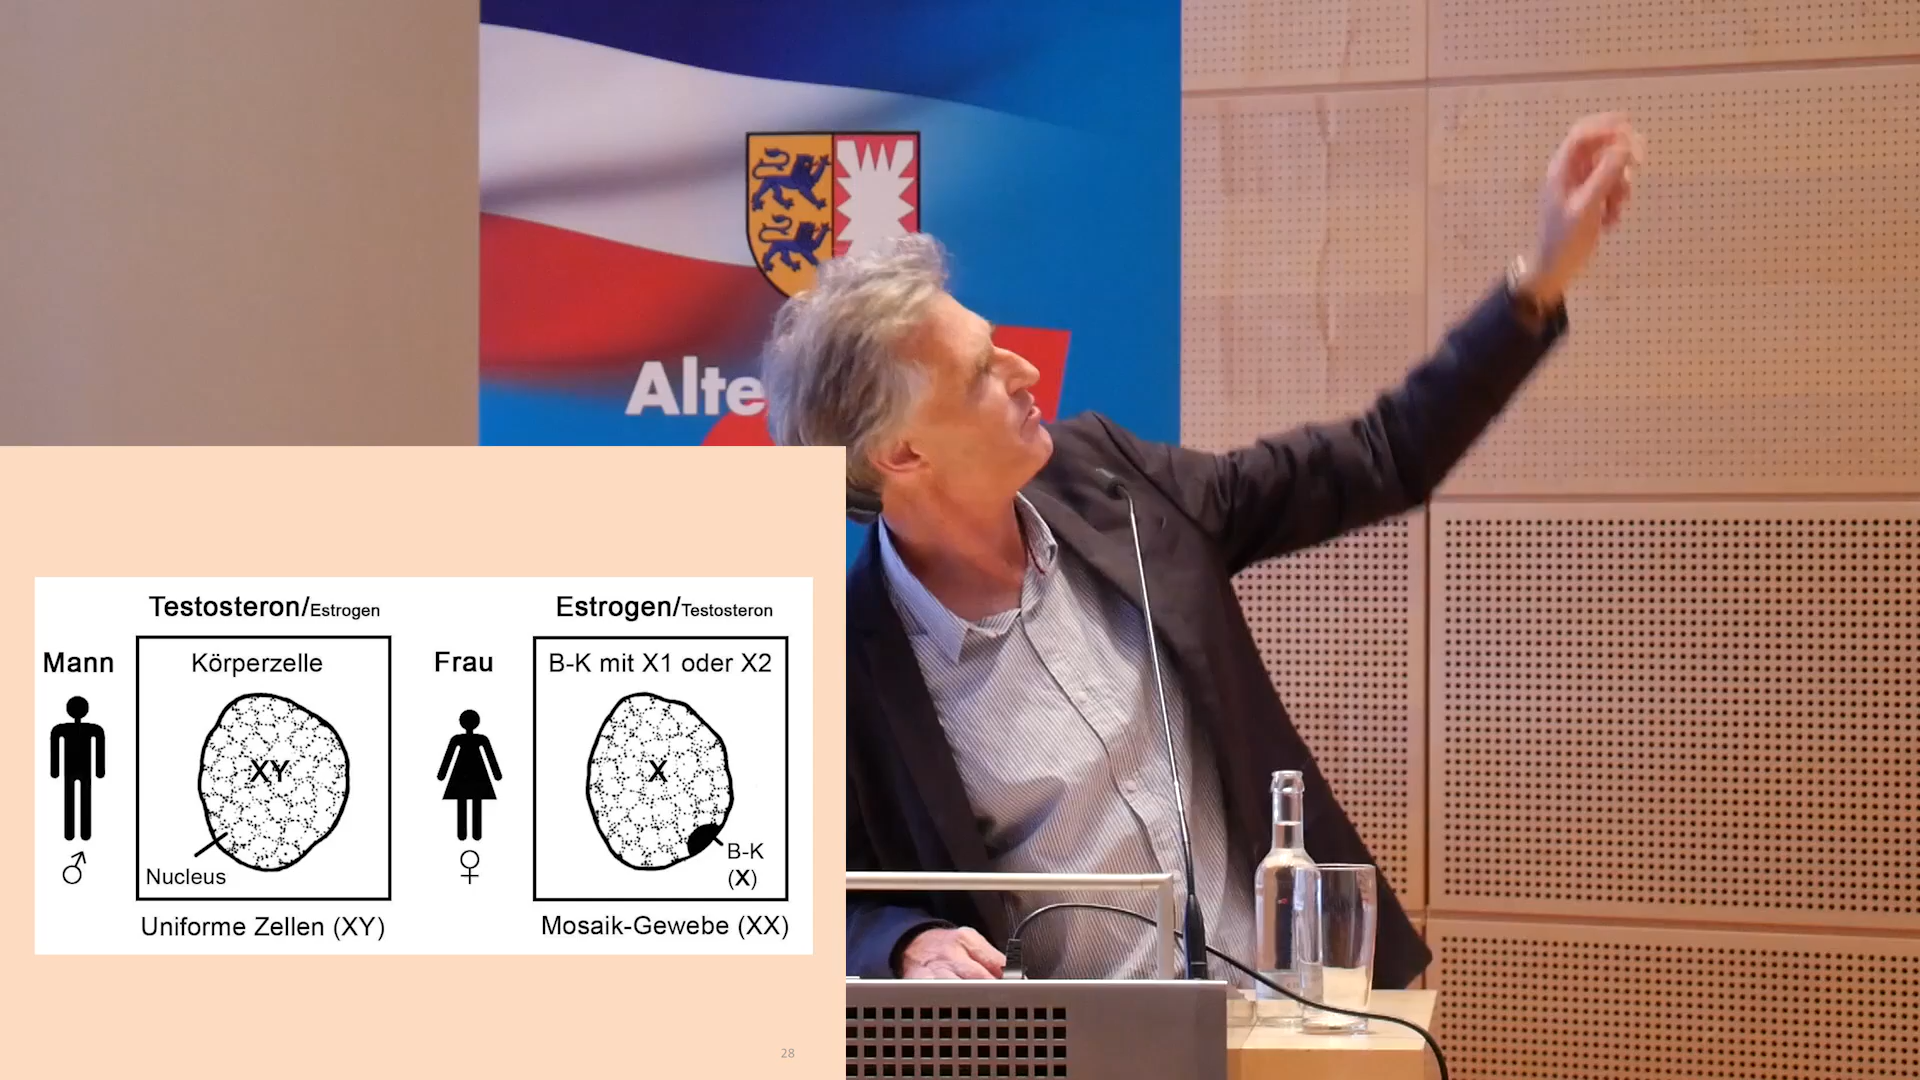 Alte
Testosteron/Estrogen
Estrogen/Testosteron
Mann
Körperzelle
XY
Nucleus
Uniforme Zellen (XY)
Frau
B-K mit X1 oder X2
X
B-K
(X)
Mosaik-Gewebe (XX)
28